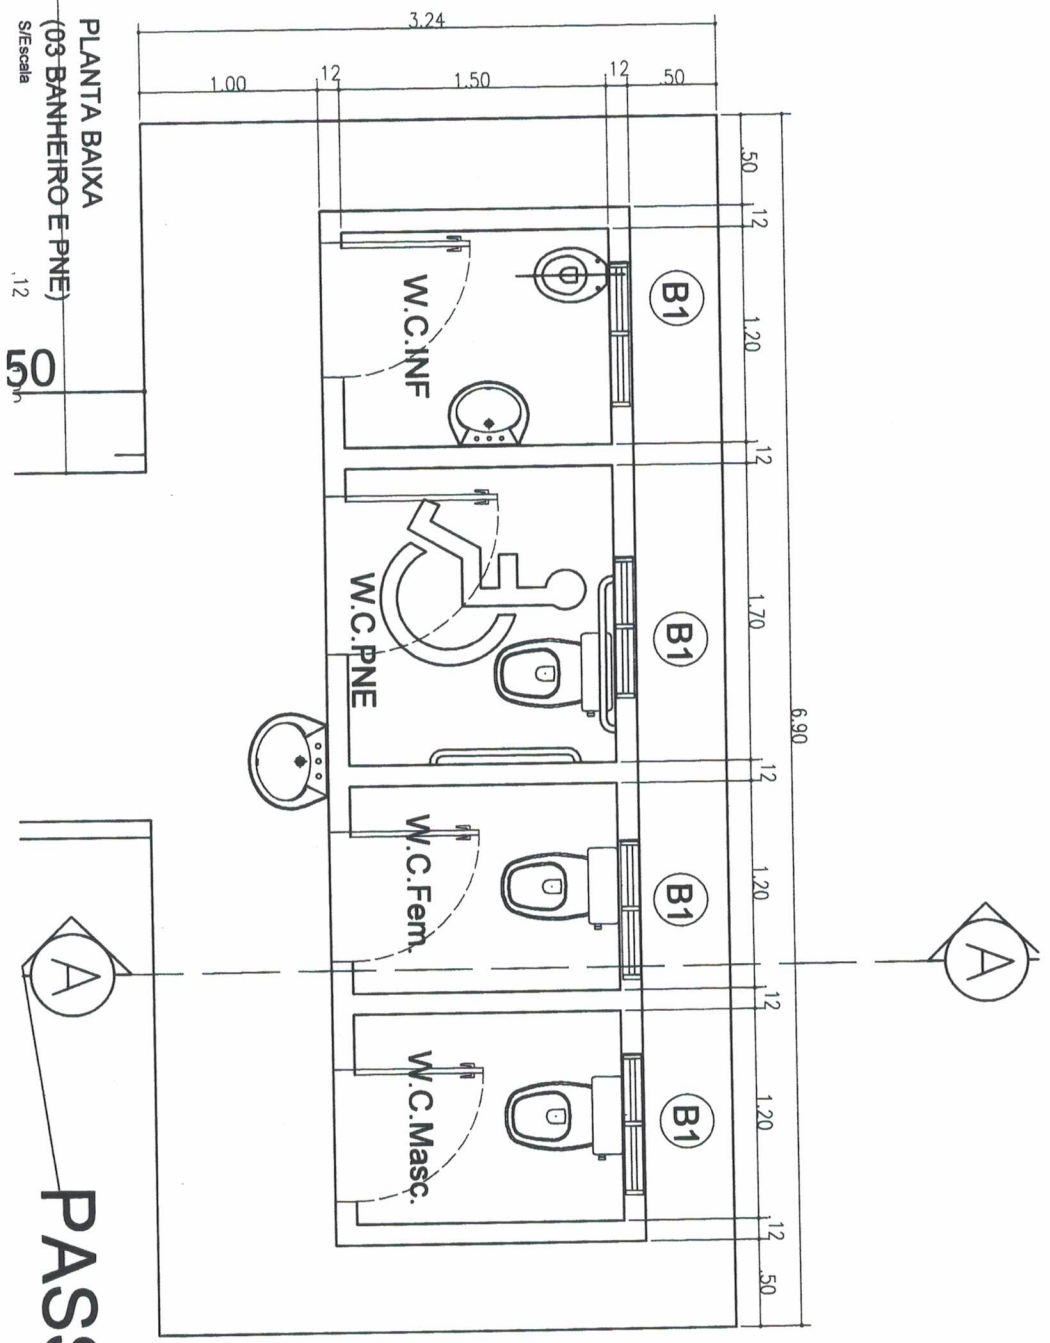 PLANTA BAIXA
(03 BANHEIRO E PNE)
S/Escala
.12
50
3.24
1.00
12
1.50
12
.50
.50
12
1.20
12
1.70
12
1.20
12
1.20
12
.50
6.90
B1
B1
B1
B1
W.C.INF
W.C.PNE
W.C.Fem.
W.C.Masc.
A
A
PASS